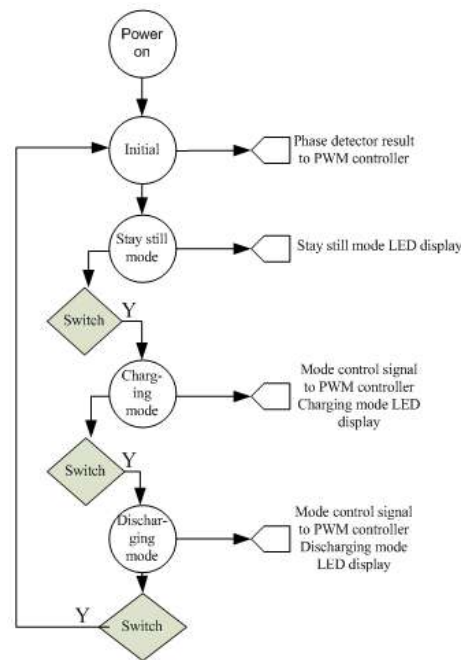 Power
on
Initial
Phase detector result
to PWM controller
Stay still
mode
Stay still mode LED display
Switch
Y
Charg-
ing
mode
Mode control signal
to PWM controller
Charging mode LED
display
Switch
Y
Dischar-
ging
mode
Mode control signal
to PWM controller
Discharging mode
LED display
Y
Switch